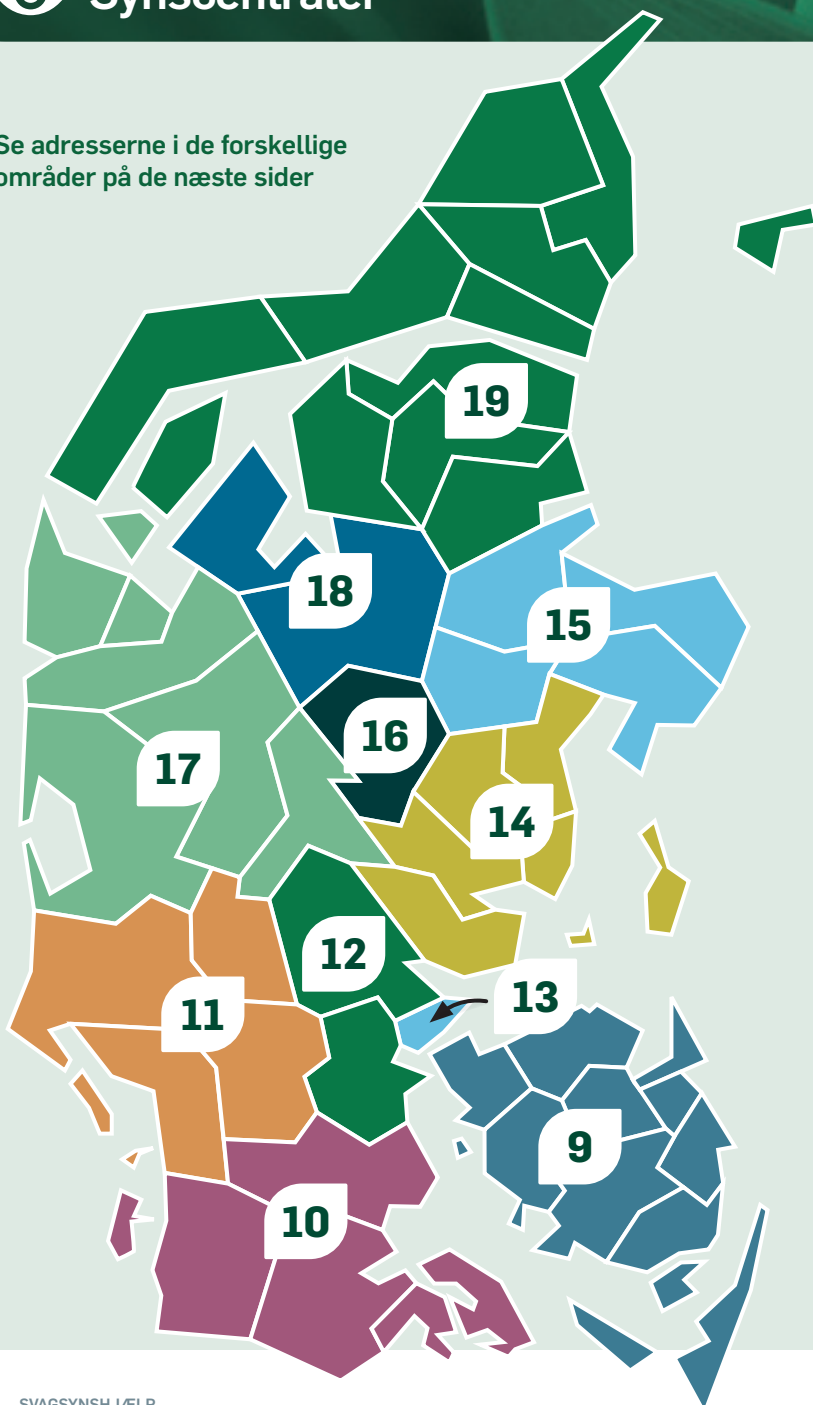 Synscentraler
Se adresserne i de forskellige
områder på de næste sider
19
18
15
16
17
14
12
13
11
9
10
SVAGSYNSHJÆLP